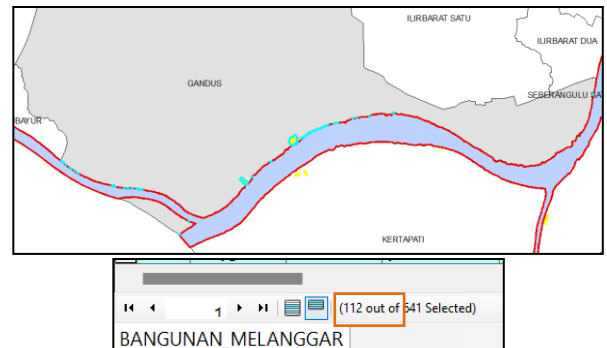 ILIRBARAT SATU
ILIRBARAT DUA
GANDUS
SEBERANGULU SA
BAYUR
KERTAPATI
1
(112 out of 641 Selected)
BANGUNAN_MELANGGAR